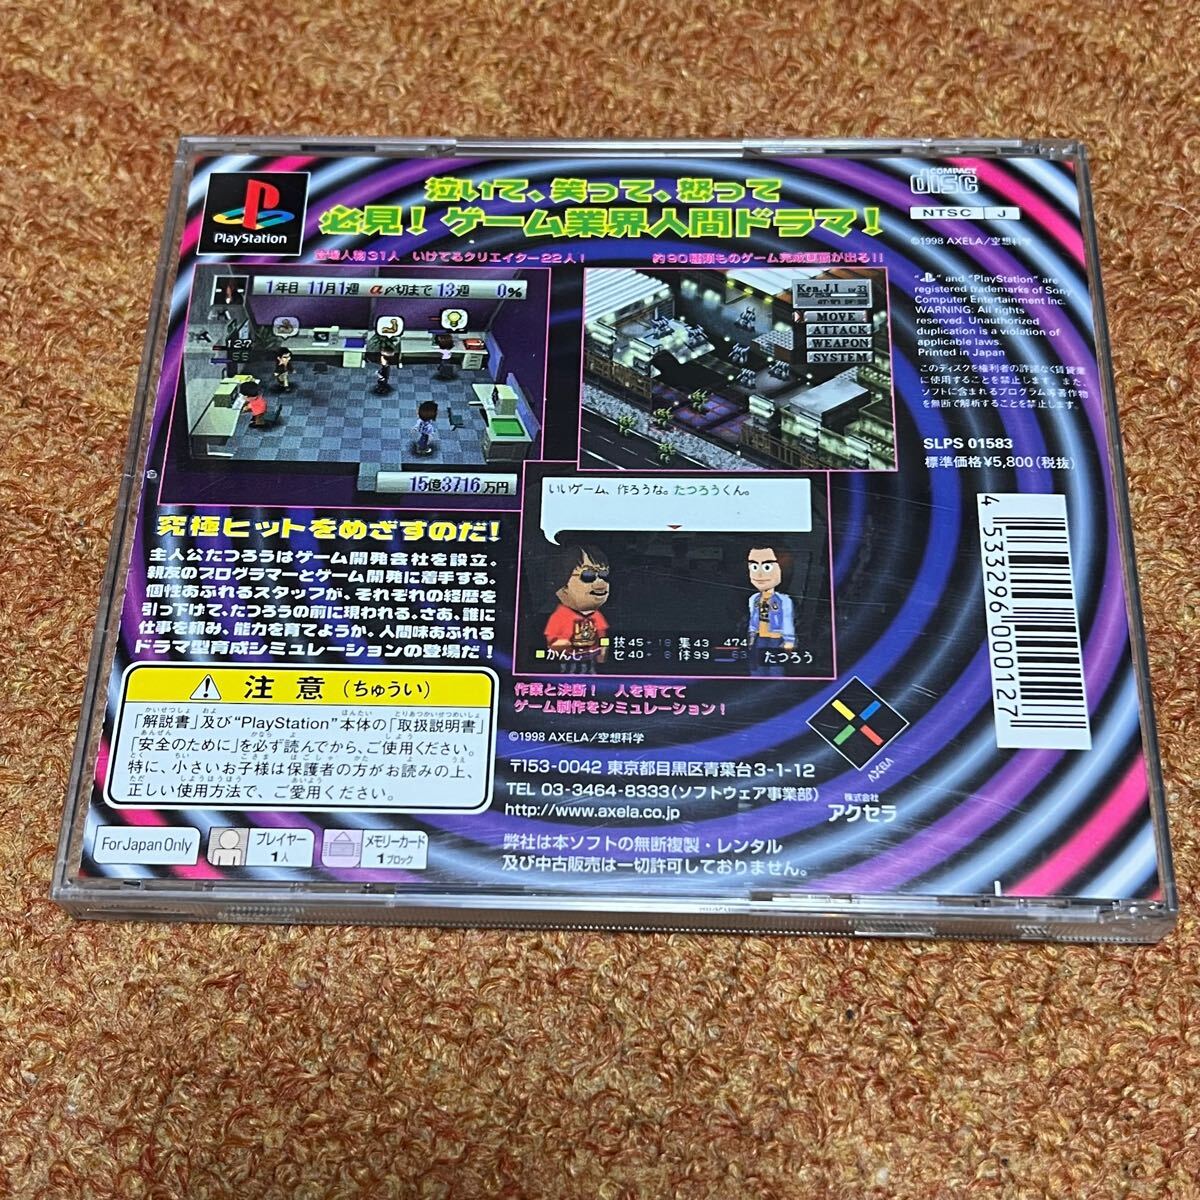 PlayStation
泣いて、笑って、怒って
必見！ゲーム業界人間ドラマ！
COMPACT
disc
NTSC J
©1998 AXELA／空想科学
登場人物31人 いけてるクリエイター22人！
約90種類ものゲーム完成画面が出る！！
1年目 11月1週 α〆切まで 13週 0%
127
55
15億3716万円
Ken.J.I LV 33
MOVE
ATTACK
WEAPON
SYSTEM
"PS" and "PlayStation" are
registered trademarks of Sony
Computer Entertainment Inc.
WARNING: All rights
reserved. Unauthorized
duplication is a violation of
applicable laws.
Printed in Japan
このディスクを権利者の許諾なく賃貸業
に使用することを禁止します。また、
ソフトに含まれるプログラム等著作物
を無断で解析することを禁止します。
SLPS 01583
標準価格¥5,800(税抜)
4 533296 000127
究極ヒットをめざすのだ！
主人公たつろうはゲーム開発会社を設立。
親友のプログラマーとゲーム開発に着手する。
個性あふれるスタッフが、それぞれの経歴を
引っ下げて、たつろうの前に現われる。さあ、誰に
仕事を頼み、能力を育てようか。人間味あふれる
ドラマ型育成シミュレーションの登場だ！
いいゲーム、作ろうな。たつろうくん。
かんじ
技45+18 集43 474
セ40+8 体99 63
たつろう
作業と決断！ 人を育てて
ゲーム制作をシミュレーション！
注意（ちゅうい）
「解説書」及び"PlayStation"本体の「取扱説明書」
「安全のために」を必ず読んでから、ご使用ください。
特に、小さいお子様は保護者の方がお読みの上、
正しい使用方法で、ご愛用ください。
For Japan Only
プレイヤー
1人
メモリーカード
1ブロック
©1998 AXELA／空想科学
〒153-0042 東京都目黒区青葉台3-1-12
TEL 03-3464-8333(ソフトウェア事業部)
http://www.axela.co.jp
弊社は本ソフトの無断複製・レンタル
及び中古販売は一切許可しておりません。
AXELA
株式会社
アクセラ